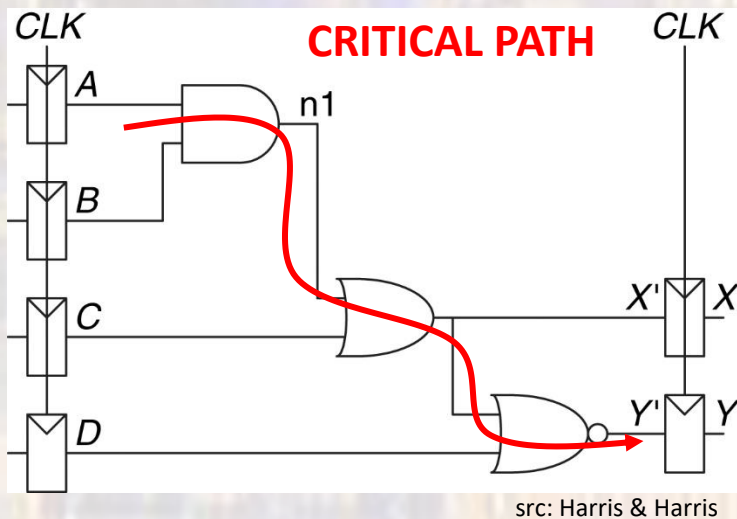 CLK
CRITICAL PATH
CLK
A
n1
B
C
X'
X
D
Y'
Y
src: Harris & Harris